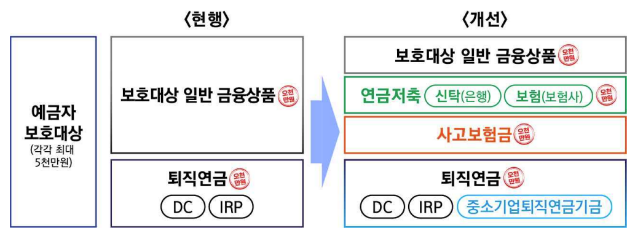 〈현행〉
〈개선〉
예금자
보호대상
(각각 최대
5천만원)
보호대상 일반 금융상품 오천만원
퇴직연금 오천만원
DC IRP
보호대상 일반 금융상품 오천만원
연금저축 신탁(은행) 보험(보험사) 오천만원
사고보험금 오천만원
퇴직연금 오천만원
DC IRP 중소기업퇴직연금기금